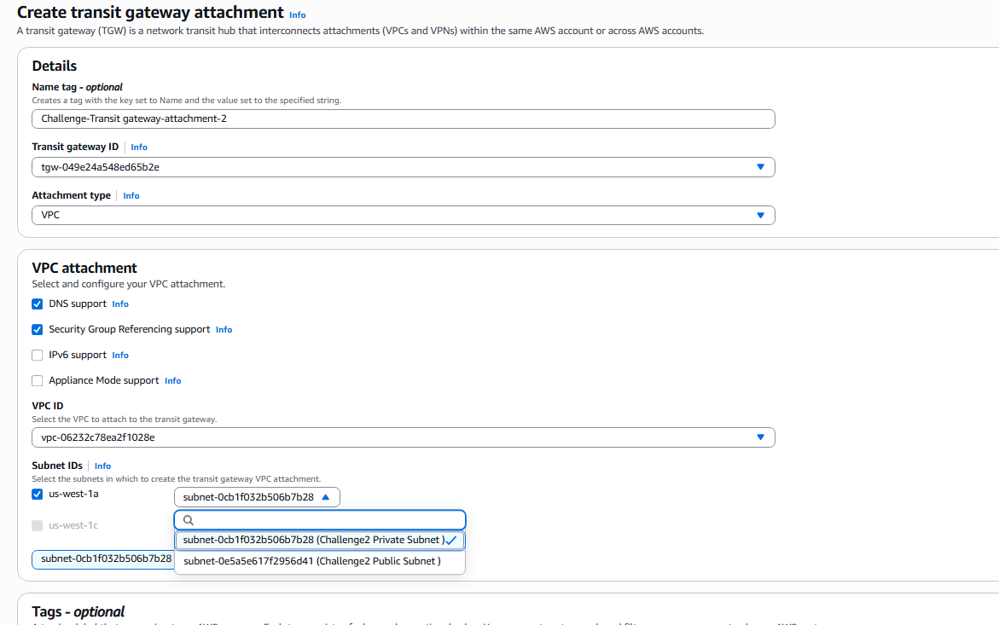 Create transit gateway attachment Info
A transit gateway (TGW) is a network transit hub that interconnects attachments (VPCs and VPNs) within the same AWS account or across AWS accounts.
Details
Name tag - optional
Creates a tag with the key set to Name and the value set to the specified string.
Challenge-Transit gateway-attachment-2
Transit gateway ID Info
tgw-049e24a548ed65b2e
Attachment type Info
VPC
VPC attachment
Select and configure your VPC attachment.
DNS support Info
Security Group Referencing support Info
IPv6 support Info
Appliance Mode support Info
VPC ID
Select the VPC to attach to the transit gateway.
vpc-06232c78ea2f1028e
Subnet IDs Info
Select the subnets in which to create the transit gateway VPC attachment.
us-west-1a subnet-0cb1f032b506b7b28
us-west-1c
subnet-0cb1f032b506b7b28 (Challenge2 Private Subnet )
subnet-0cb1f032b506b7b28
subnet-0e5a5e617f2956d41 (Challenge2 Public Subnet )
Tags - optional